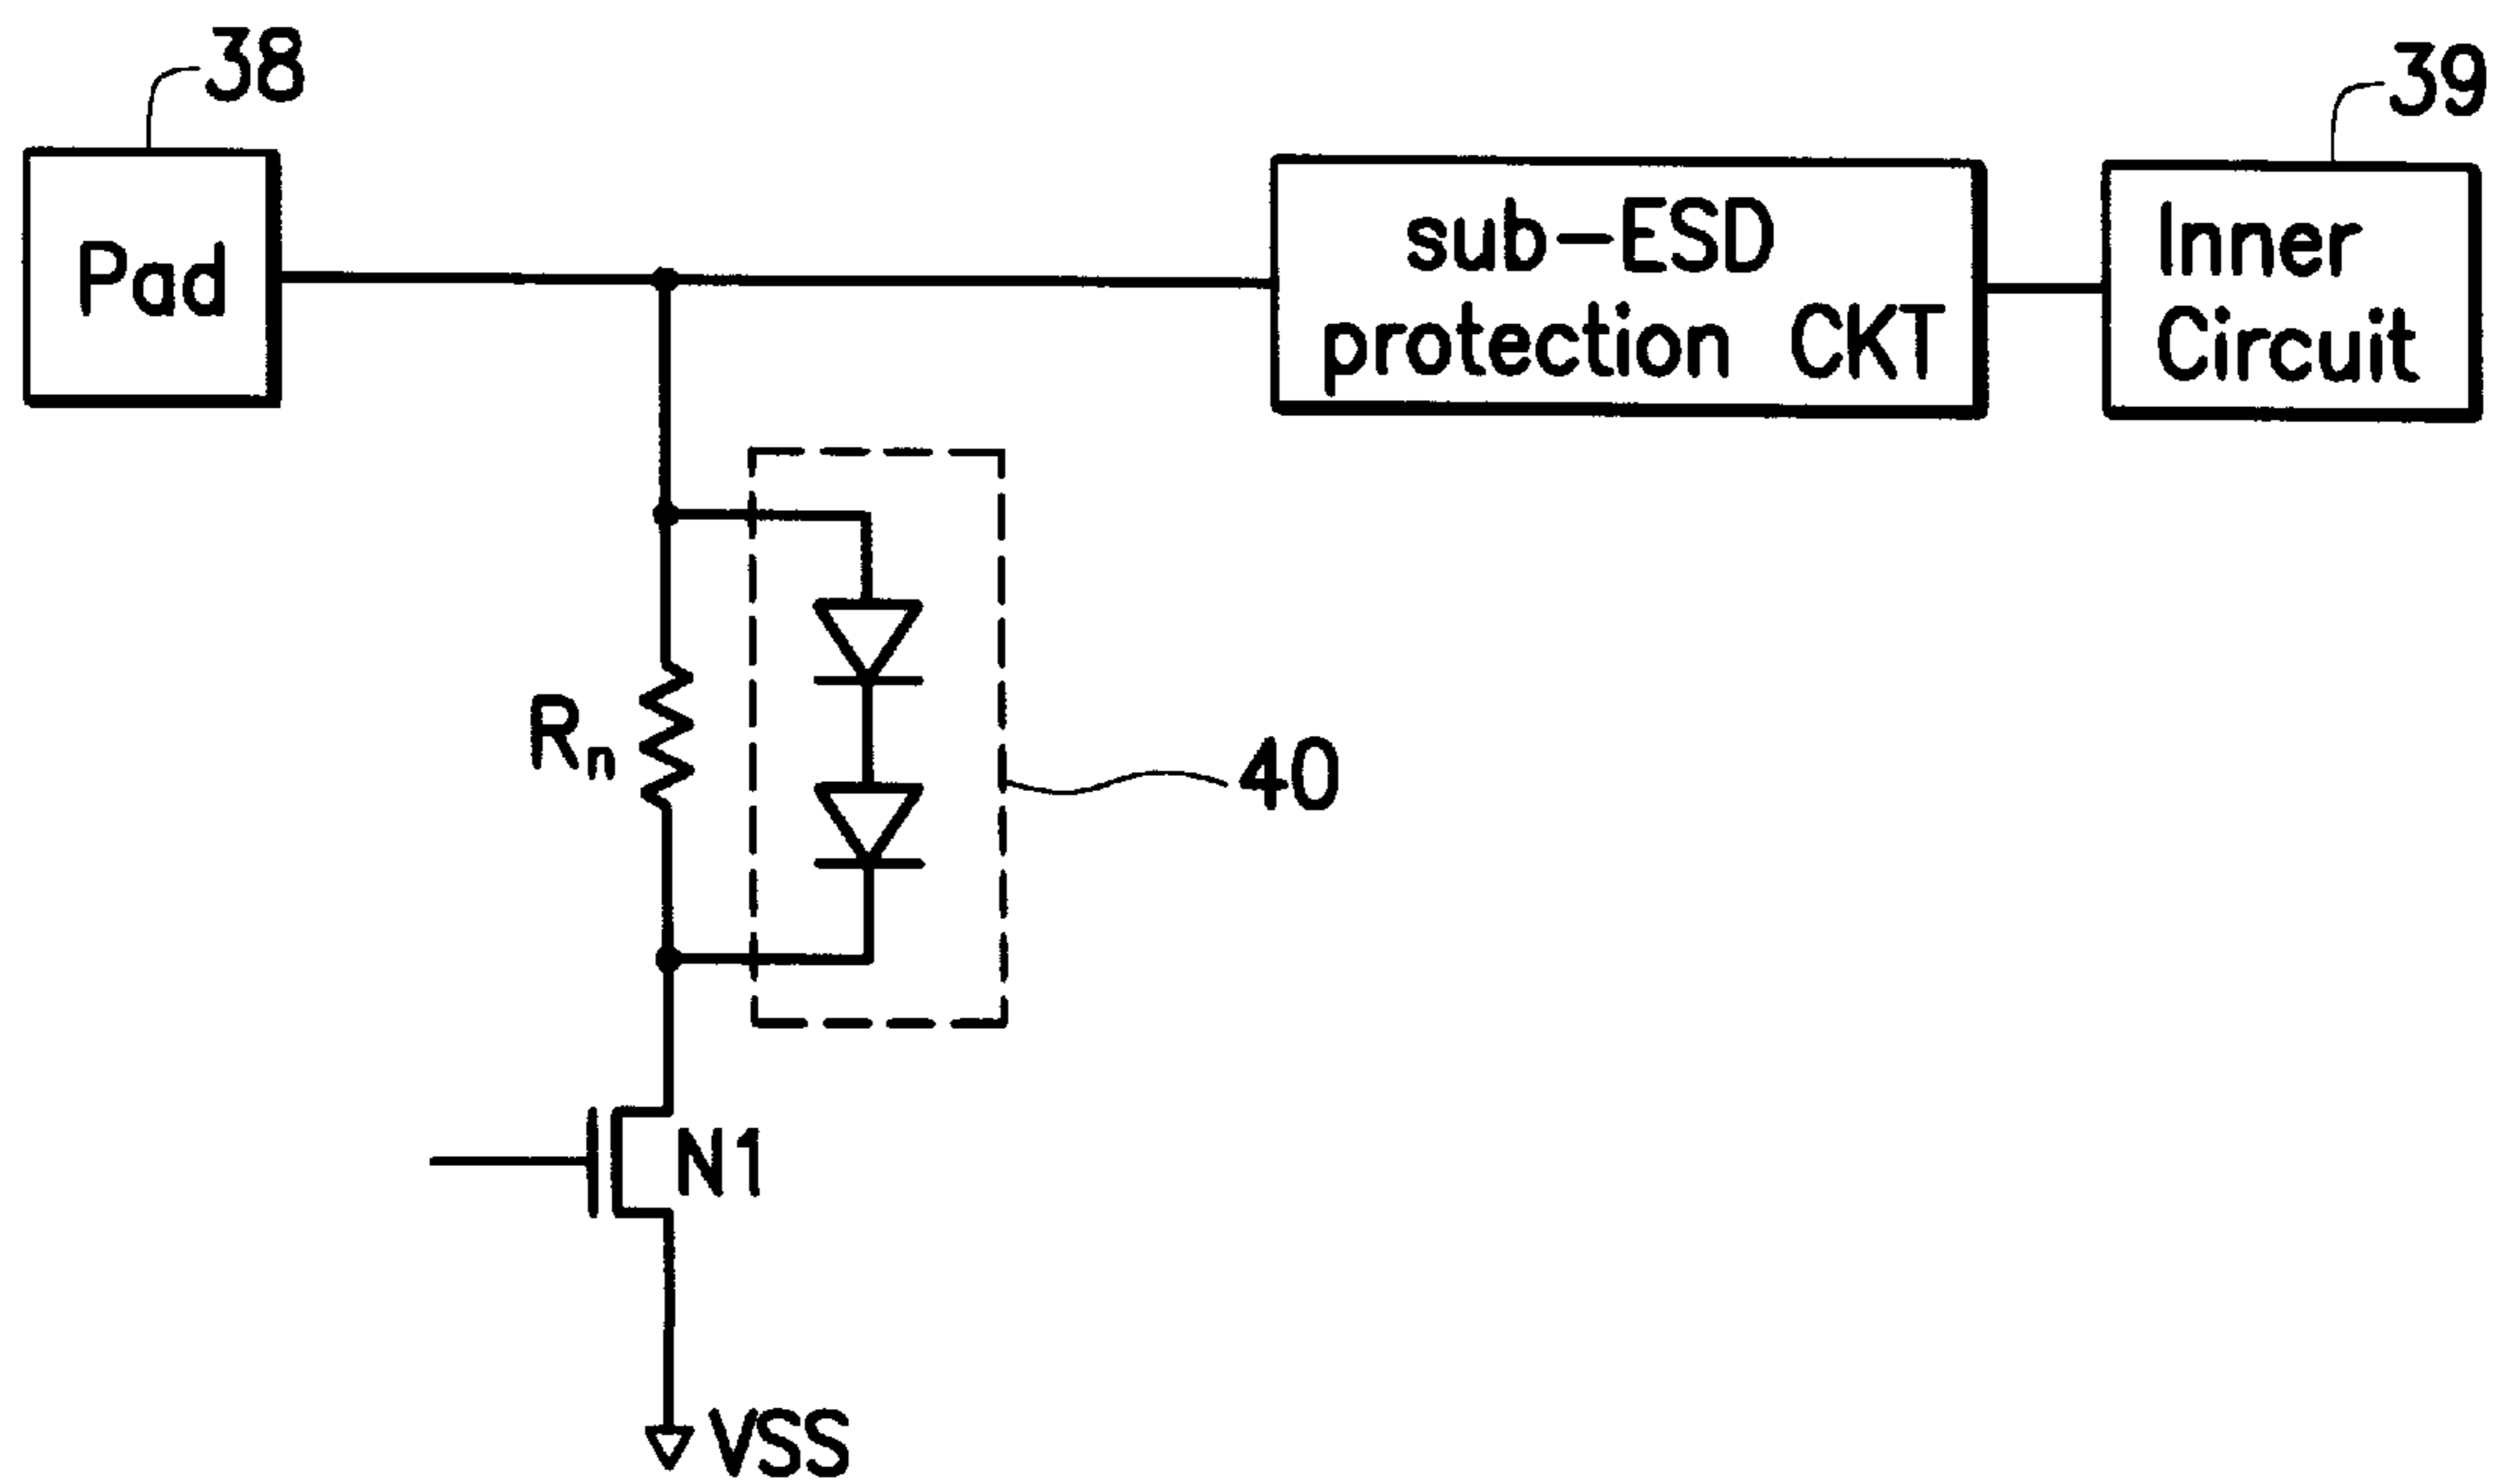 38
39
Pad
sub-ESD
protection CKT
Inner
Circuit
Rn
40
N1
VSS